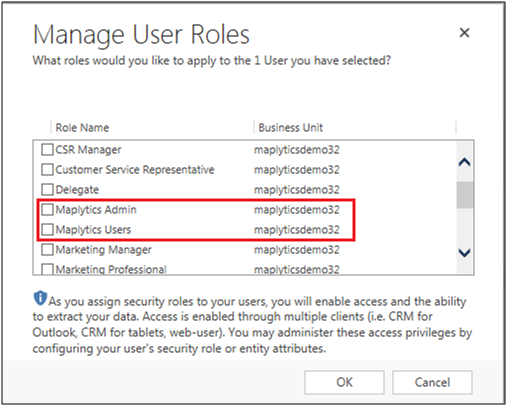 Manage User Roles
What roles would you like to apply to the 1 User you have selected?
Role Name Business Unit
CSR Manager maplyticsdemo32
Customer Service Representative maplyticsdemo32
Delegate maplyticsdemo32
Maplytics Admin maplyticsdemo32
Maplytics Users maplyticsdemo32
Marketing Manager maplyticsdemo32
Marketing Professional maplyticsdemo32
As you assign security roles to your users, you will enable access and the ability
to extract your data. Access is enabled through multiple clients (i.e. CRM for
Outlook, CRM for tablets, web-user). You may administer these access privileges by
configuring your user's security role or entity attributes.
OK Cancel